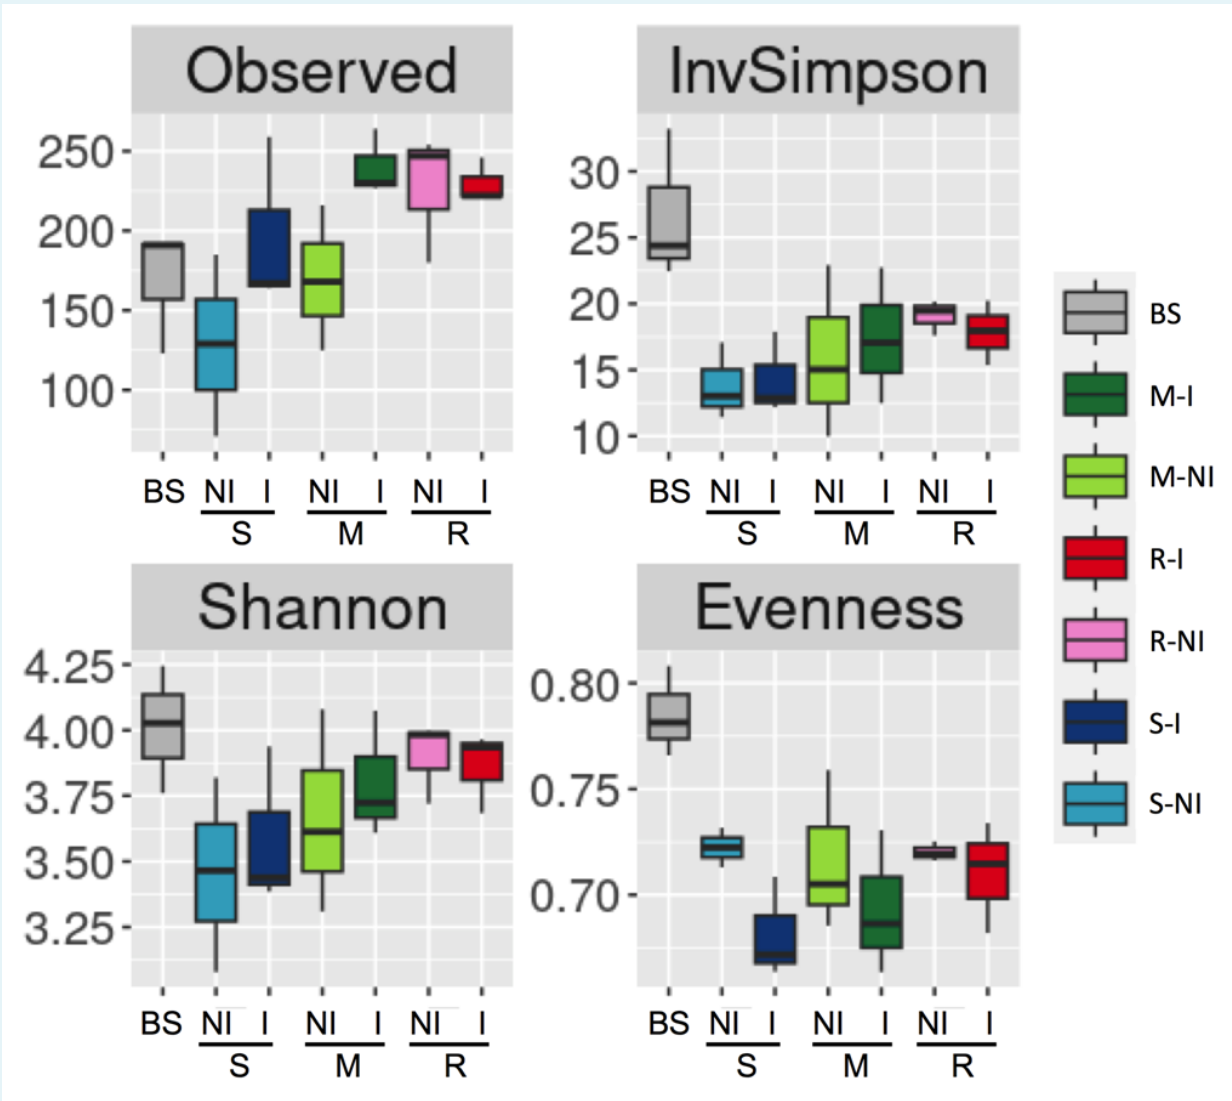 Observed
250
200
150
100
BS NI I NI I NI I
S M R
InvSimpson
30
25
20
15
10
BS NI I NI I NI I
S M R
Shannon
4.25
4.00
3.75
3.50
3.25
BS NI I NI I NI I
S M R
Evenness
0.80
0.75
0.70
BS NI I NI I NI I
S M R
BS
M-I
M-NI
R-I
R-NI
S-I
S-NI